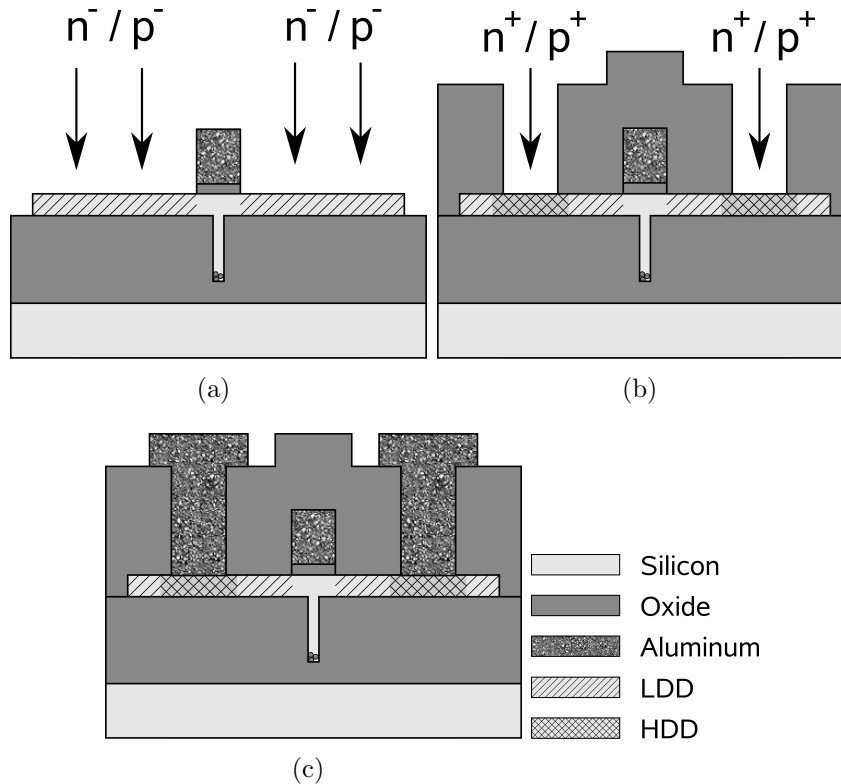 n⁻ / p⁻ n⁻ / p⁻
n⁺ / p⁺ n⁺ / p⁺
(a)
(b)
Silicon
Oxide
Aluminum
LDD
HDD
(c)